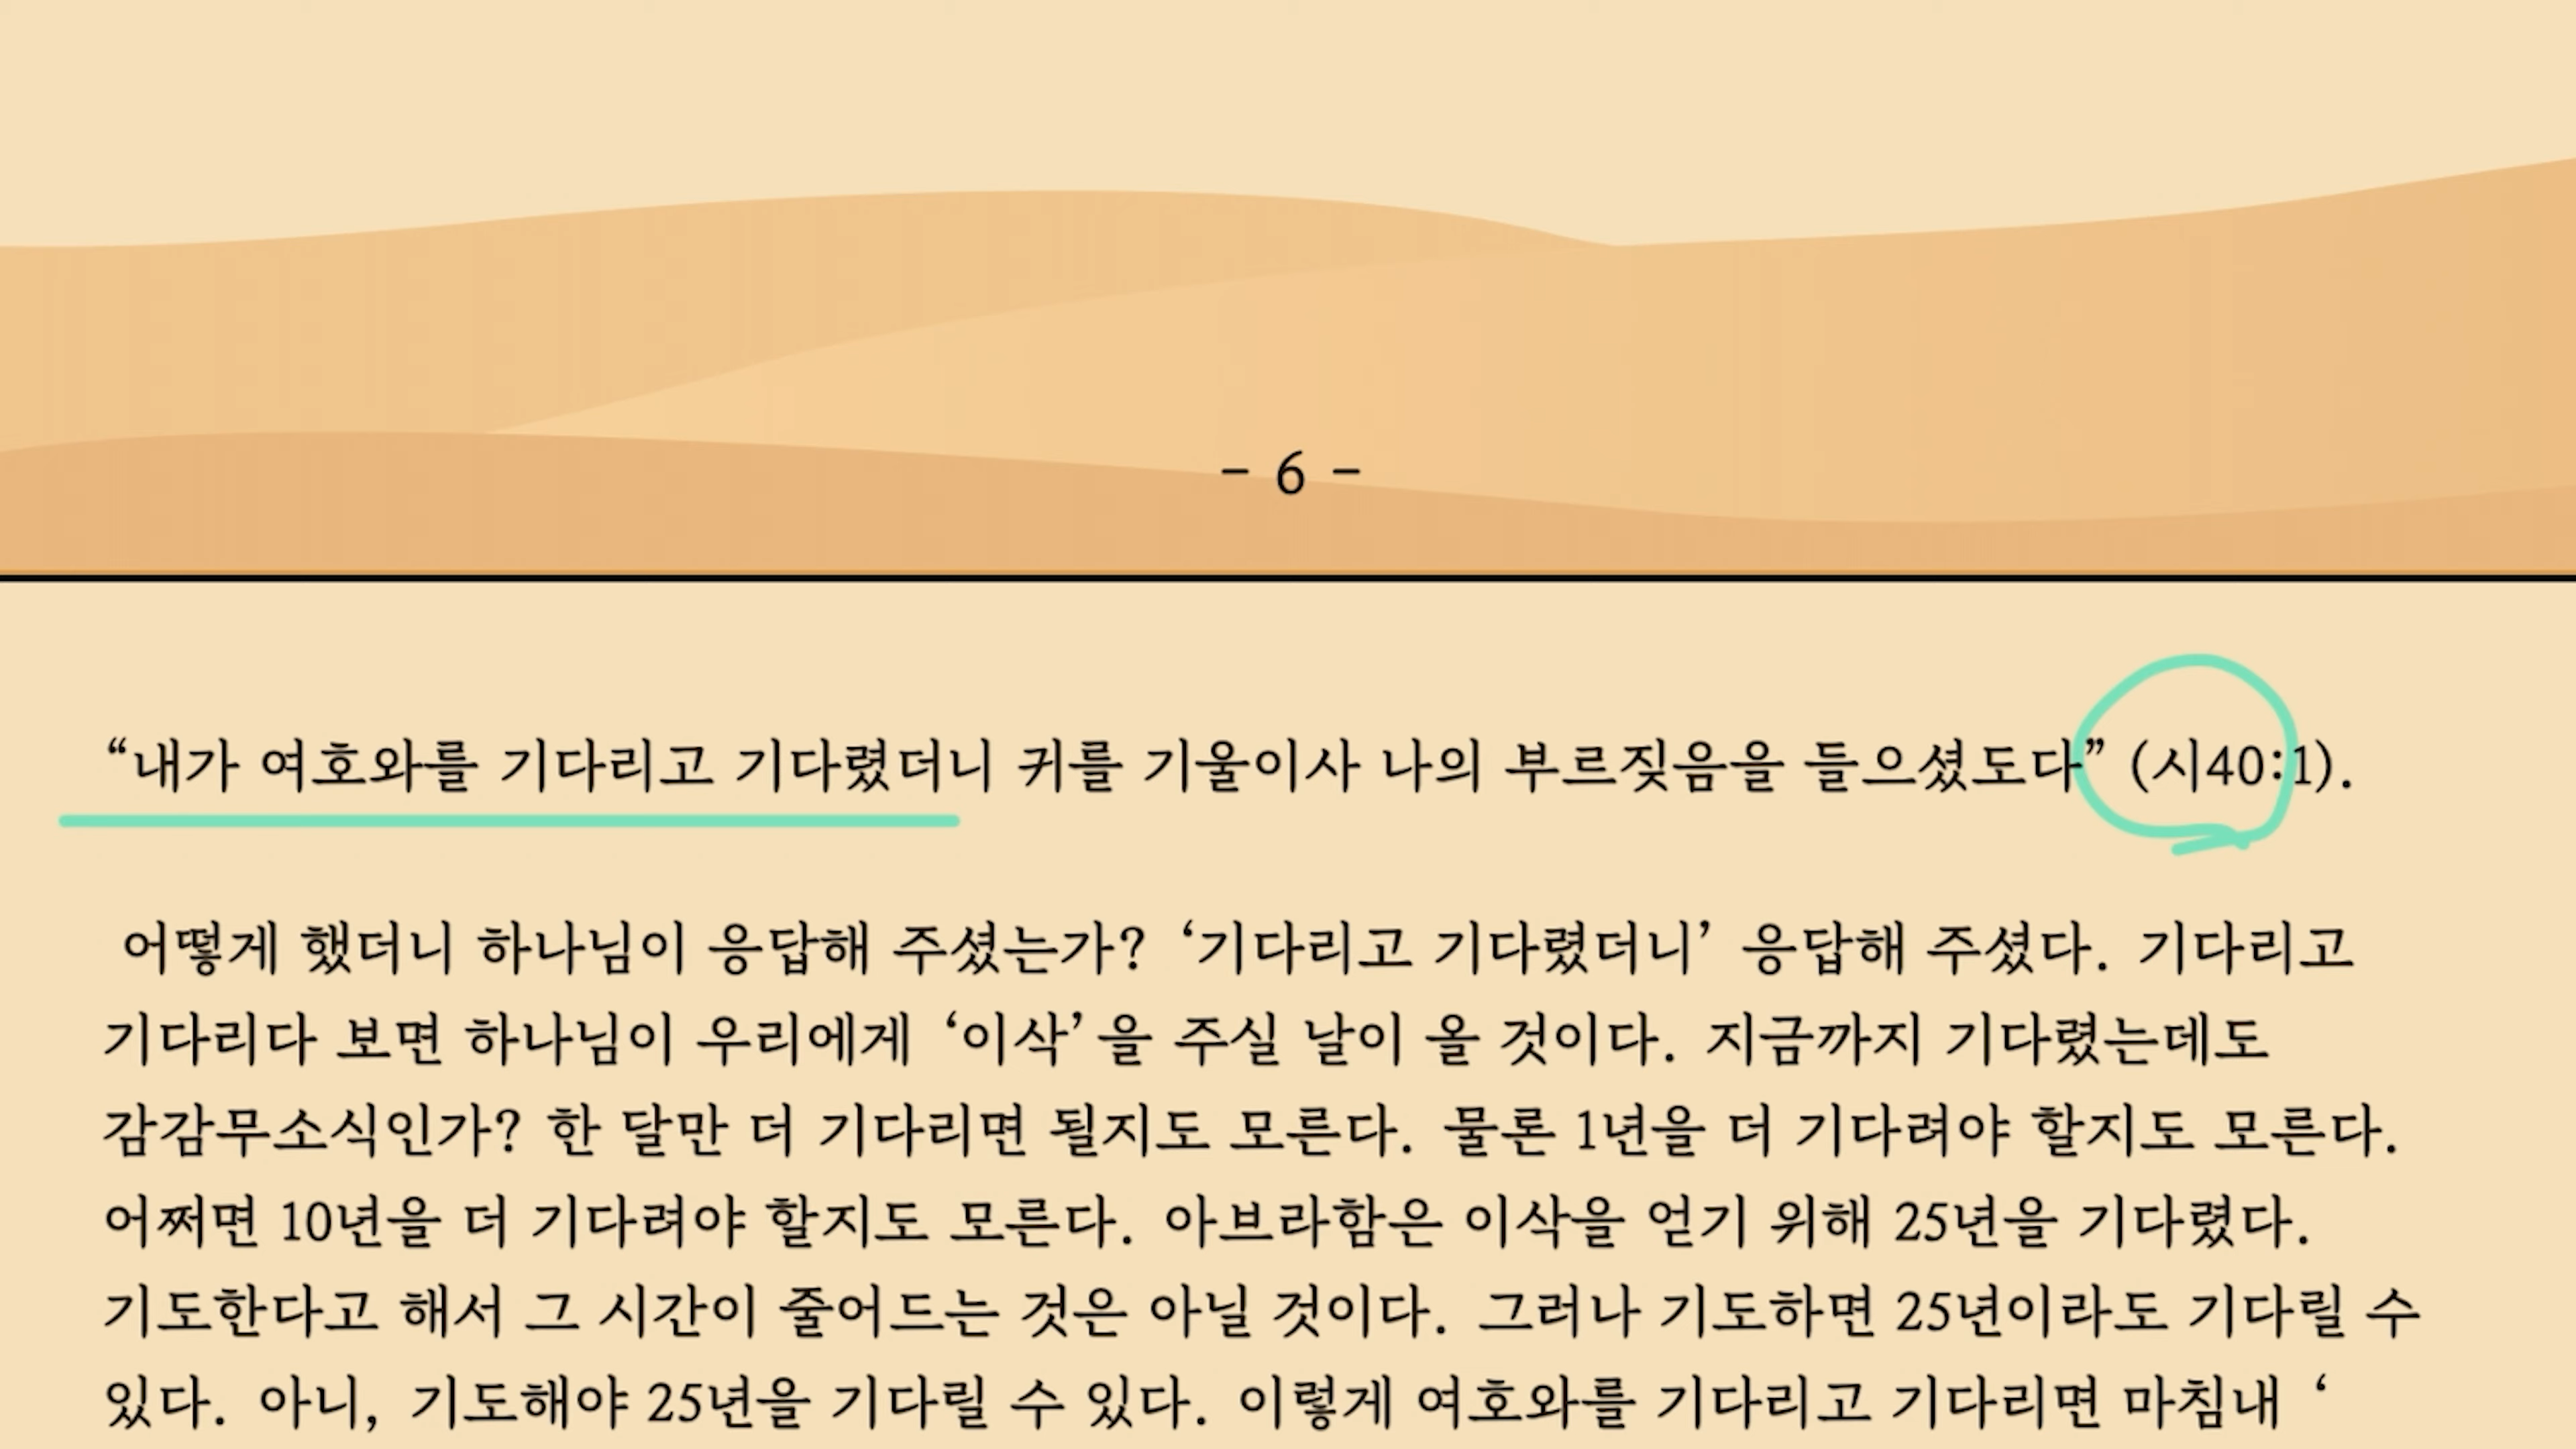 - 6 -
“내가 여호와를 기다리고 기다렸더니 귀를 기울이사 나의 부르짖음을 들으셨도다” (시40:1).
어떻게 했더니 하나님이 응답해 주셨는가? ‘기다리고 기다렸더니’ 응답해 주셨다. 기다리고
기다리다 보면 하나님이 우리에게 ‘이삭’을 주실 날이 올 것이다. 지금까지 기다렸는데도
감감무소식인가? 한 달만 더 기다리면 될지도 모른다. 물론 1년을 더 기다려야 할지도 모른다.
어쩌면 10년을 더 기다려야 할지도 모른다. 아브라함은 이삭을 얻기 위해 25년을 기다렸다.
기도한다고 해서 그 시간이 줄어드는 것은 아닐 것이다. 그러나 기도하면 25년이라도 기다릴 수
있다. 아니, 기도해야 25년을 기다릴 수 있다. 이렇게 여호와를 기다리고 기다리면 마침내 ‘